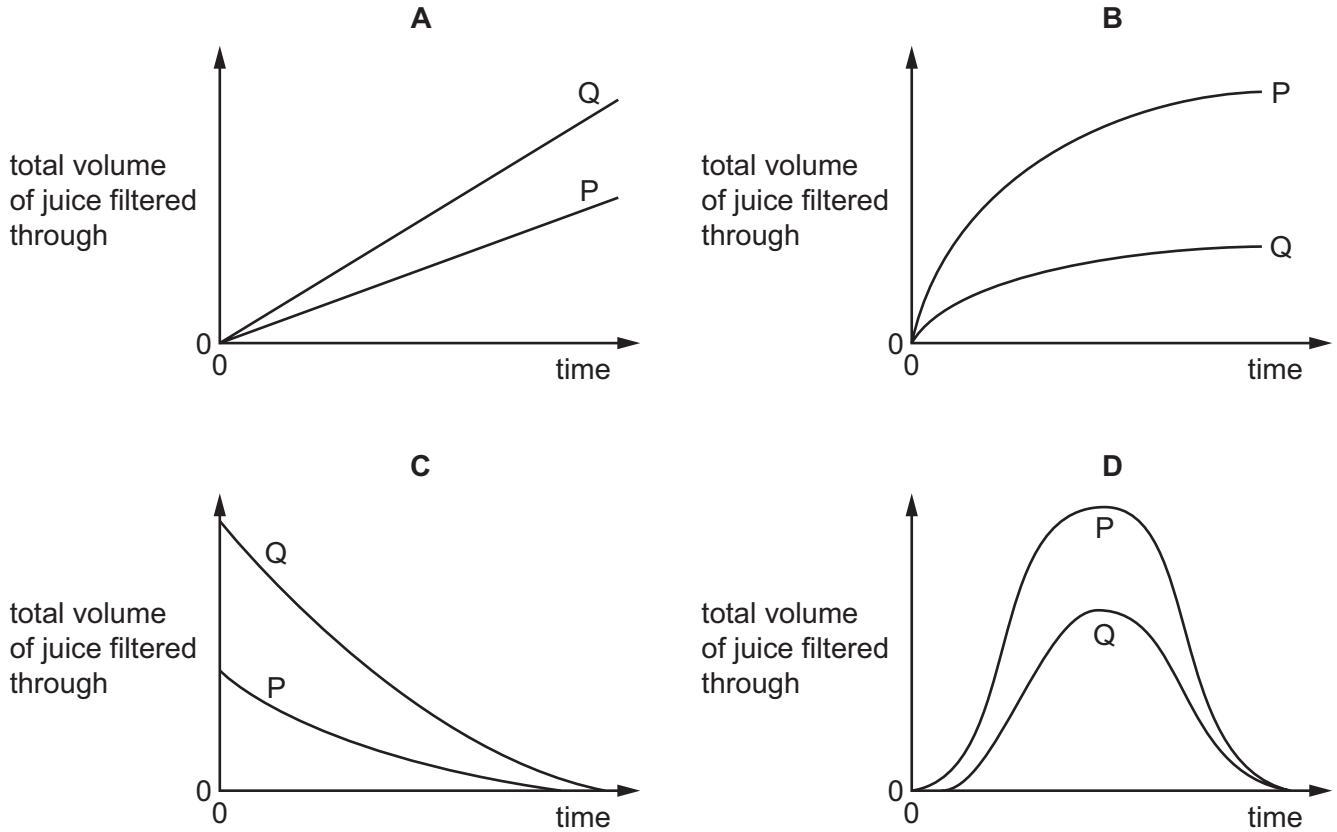 A
total volume
of juice filtered
through
Q
P
0
0
time
B
total volume
of juice filtered
through
P
Q
0
0
time
C
total volume
of juice filtered
through
Q
P
0
0
time
D
total volume
of juice filtered
through
P
Q
0
0
time